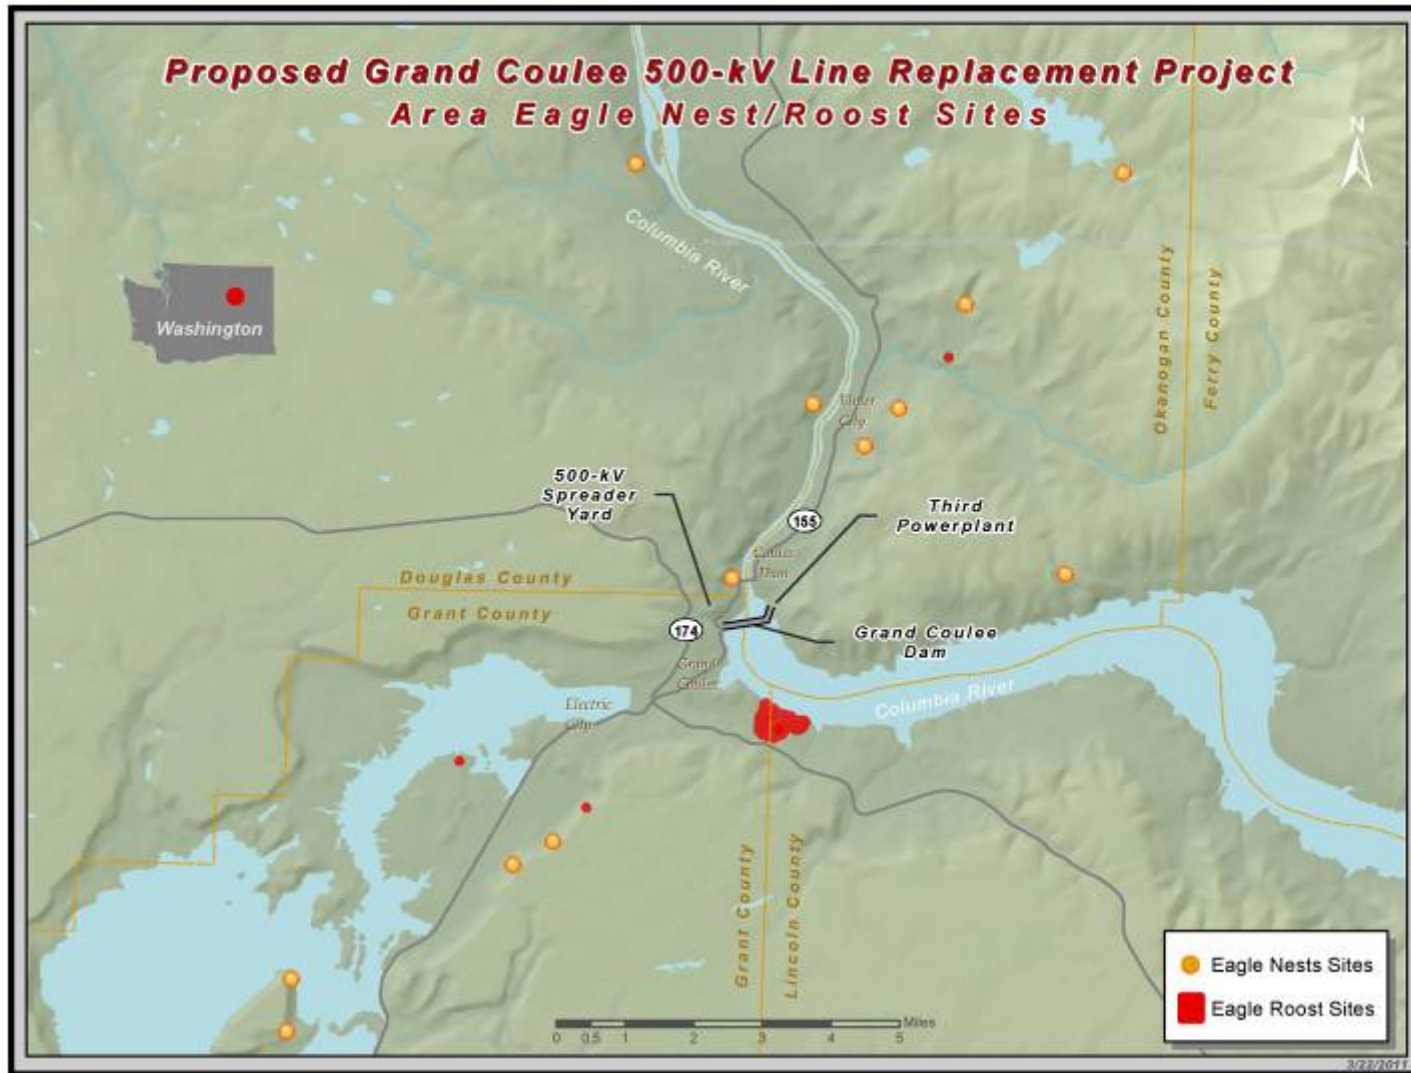 Proposed Grand Coulee 500-kV Line Replacement Project
Area Eagle Nest/Roost Sites
N
Columbia River
Washington
Okanogan County
Ferry County
Elmer
City
500-kV
Spreader
Yard
155
Third
Powerplant
Coulee
Dam
Douglas County
Grant County
174
Grand Coulee
Dam
Grand
Coulee
Columbia River
Electric
City
Grant County
Lincoln County
Eagle Nests Sites
Eagle Roost Sites
Miles
0 0.5 1 2 3 4 5
3/22/2011